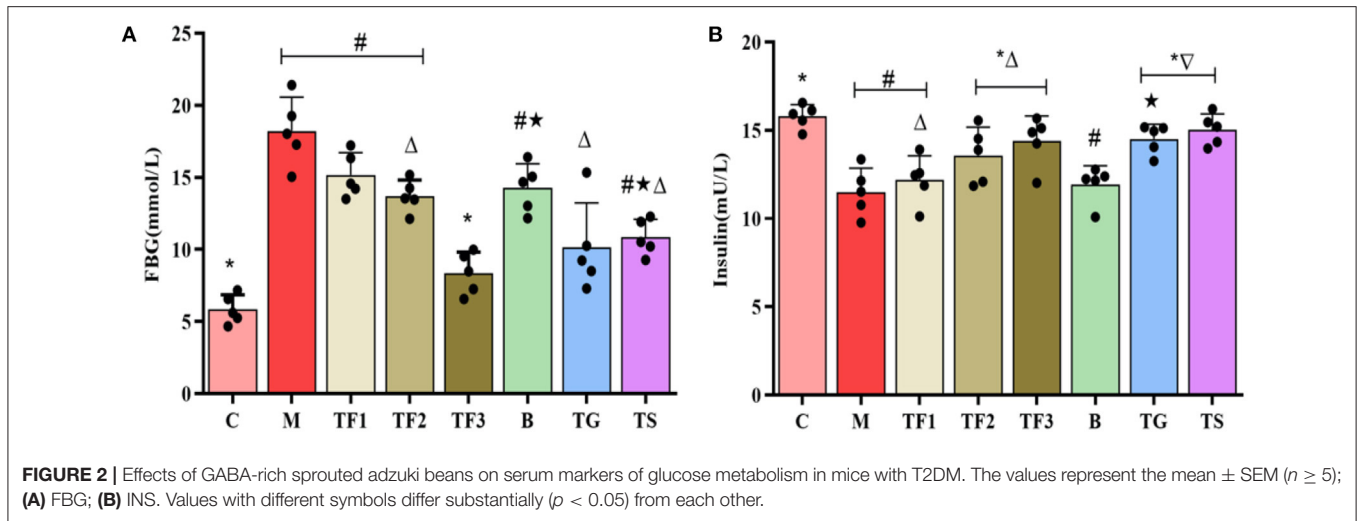 A
B
25
20
15
10
5
0
FBG(mmol/L)
#
*
Δ
*
#★
Δ
#★Δ
C M TF1 TF2 TF3 B TG TS
20
15
10
5
0
Insulin(mU/L)
*
#
Δ
*Δ
#
★
*∇
C M TF1 TF2 TF3 B TG TS
FIGURE 2 | Effects of GABA-rich sprouted adzuki beans on serum markers of glucose metabolism in mice with T2DM. The values represent the mean ± SEM (n ≥ 5);
(A) FBG; (B) INS. Values with different symbols differ substantially (p < 0.05) from each other.